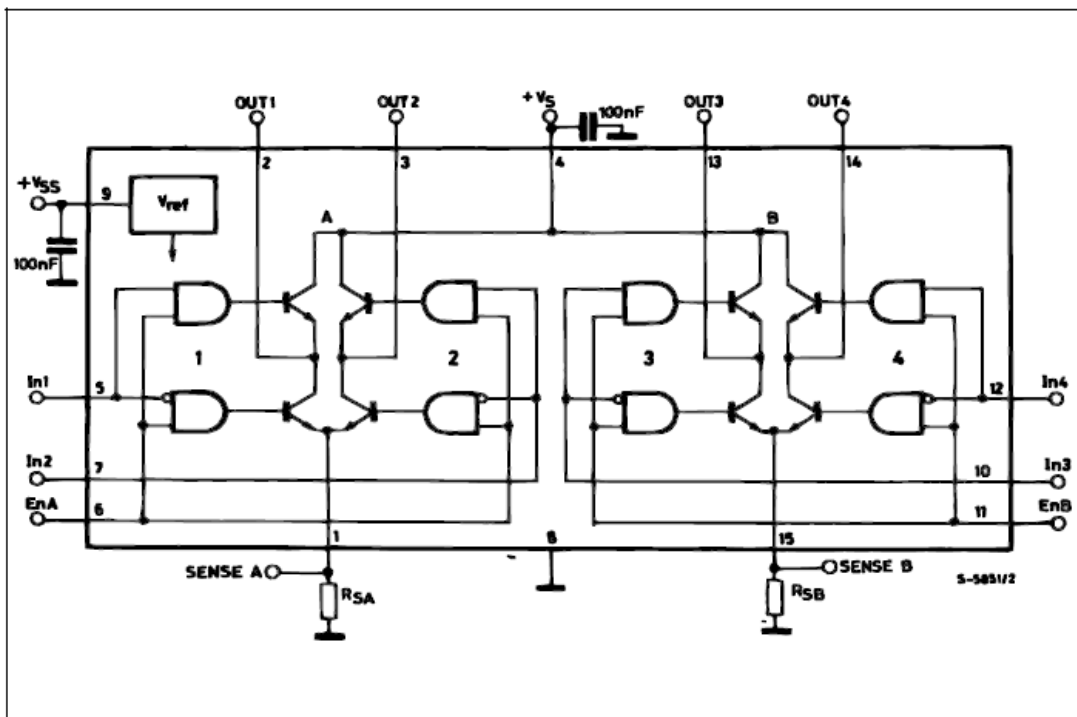 OUT1
OUT2
+VS
100nF
OUT3
OUT4
2
3
4
13
14
+VSS
9
Vref
A
B
100nF
1
2
3
4
In1
5
12
In4
In2
7
10
In3
EnA
6
11
EnB
1
8
15
SENSE A
RSA
SENSE B
RSB
S-5851/2